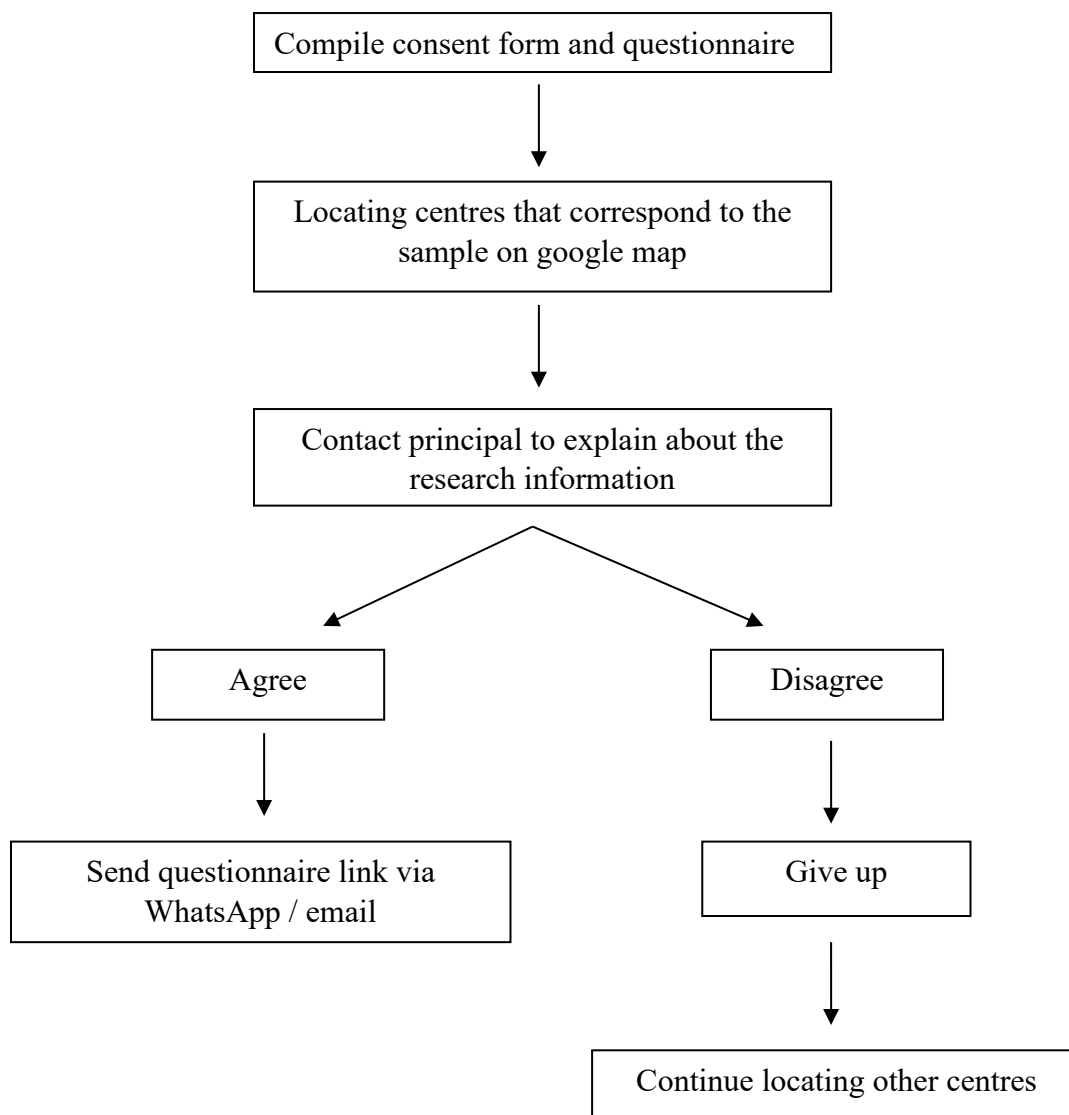 Compile consent form and questionnaire
Locating centres that correspond to the
sample on google map
Contact principal to explain about the
research information
Agree
Disagree
Send questionnaire link via
WhatsApp / email
Give up
Continue locating other centres